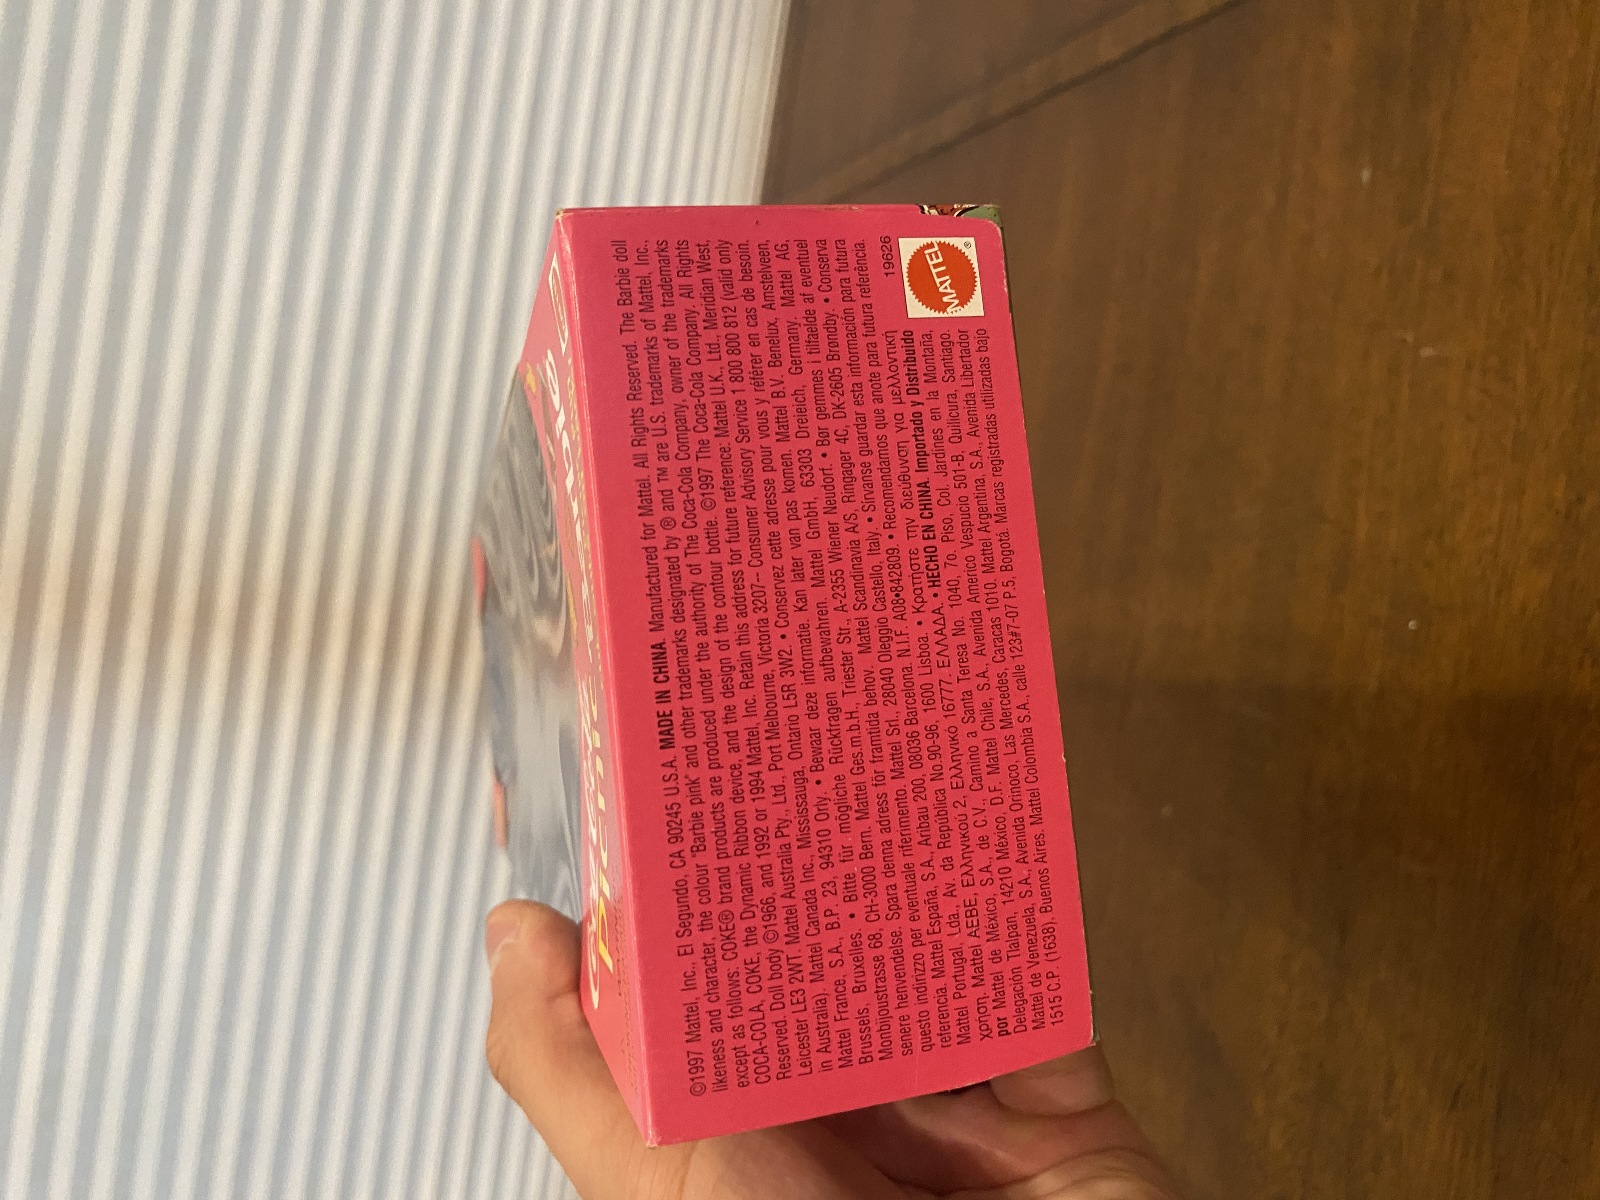 ©1997 Mattel, Inc., El Segundo, CA 90245 U.S.A. MADE IN CHINA. Manufactured for Mattel. All Rights Reserved. The Barbie doll
likeness and character, the colour "Barbie pink" and other trademarks designated by ® and ™ are U.S. trademarks of Mattel, Inc.,
except as follows: COKE® brand products are produced under the authority of The Coca-Cola Company, owner of the trademarks
COCA-COLA, COKE, the Dynamic Ribbon device, and the design of the contour bottle. ©1997 The Coca-Cola Company. All Rights
Reserved. Doll body ©1966, and 1992 or 1994 Mattel, Inc. Retain this address for future reference: Mattel U.K., Ltd., Meridian West,
Leicester LE3 2WT. Mattel Australia Pty., Ltd., Port Melbourne, Victoria 3207– Consumer Advisory Service 1 800 800 812 (valid only
in Australia). Mattel Canada Inc., Mississauga, Ontario L5R 3W2. • Conservez cette adresse pour vous y référer en cas de besoin.
Mattel France, S.A., B.P. 23, 94310 Orly. • Bewaar deze informatie. Kan later van pas komen. Mattel B.V. Benelux, Amstelveen,
Brussels, Bruxelles. • Bitte für mögliche Rückfragen aufbewahren. Mattel GmbH, 63303 Dreieich, Germany. Mattel AG,
Monbijoustrasse 68, CH-3000 Bern. Mattel Ges.m.b.H., Triester Str., A-2355 Wiener Neudorf. • Bør gemmes i tilfaelde af eventuel
senere henvendelse. Spara denna adress för framtida behov. Mattel Scandinavia A/S, Ringager 4C, DK-2605 Brøndby. • Conserva
questo indirizzo per eventuale riferimento. Mattel Srl., 28040 Oleggio Castello, Italy. • Sírvanse guardar esta información para futura
referencia. Mattel España, S.A., Aribau 200, 08036 Barcelona. N.I.F. A08•842809. • Recomendamos que anote para futura referência.
Mattel Portugal, Lda., Av. da República No 90-96, 1600 Lisboa. • Κρατήστε την διεύθυνση για μελλοντική
χρήση. Mattel AEBE, Ελληνικού 2, Ελληνικό 16777. ΕΛΛΑΔΑ. • HECHO EN CHINA. Importado y Distribuido
por Mattel de México, S.A., de C.V., Camino a Santa Teresa No. 1040, 7o. Piso, Col. Jardines en la Montaña,
Delegación Tlalpan, 14210 México, D.F. Mattel Chile, S.A., Avenida Americo Vespucio 501-B, Quilicura, Santiago.
Mattel de Venezuela, S.A., Avenida Orinoco, Las Mercedes, Caracas 1010. Mattel Argentina, S.A., Avenida Libertador
1515 C.P. (1638), Buenos Aires. Mattel Colombia S.A., calle 123#7-07 P.5, Bogotá. Marcas registradas utilizadas bajo
19626
MATTEL
®